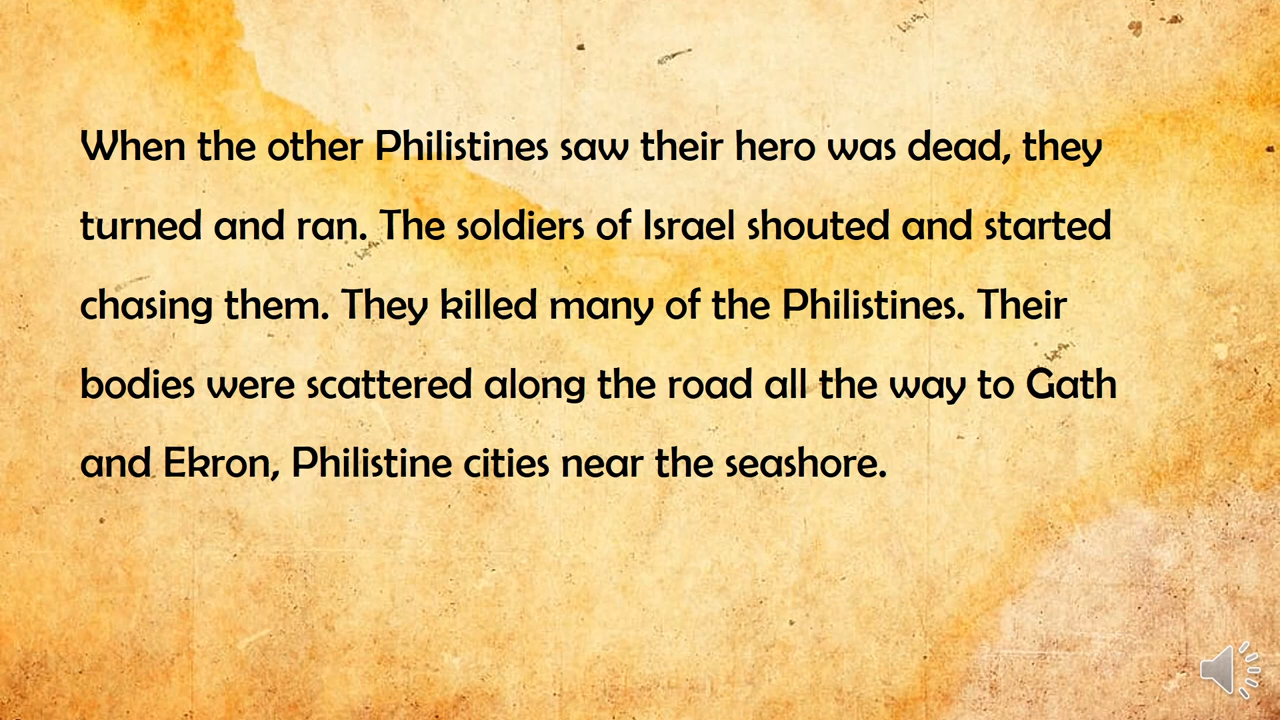 When the other Philistines saw their hero was dead, they
turned and ran. The soldiers of Israel shouted and started
chasing them. They killed many of the Philistines. Their
bodies were scattered along the road all the way to Gath
and Ekron, Philistine cities near the seashore.